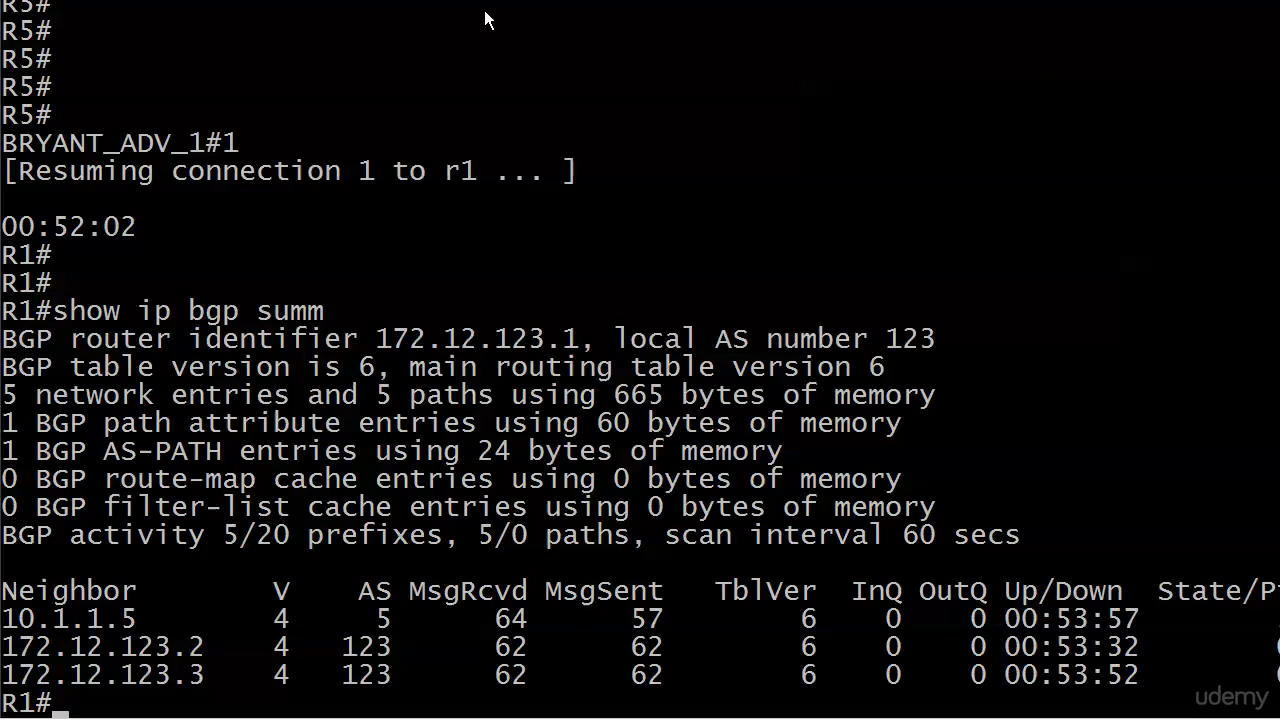 R5#
R5#
R5#
R5#
R5#
BRYANT_ADV_1#1
[Resuming connection 1 to r1 ... ]
00:52:02
R1#
R1#
R1#show ip bgp summ
BGP router identifier 172.12.123.1, local AS number 123
BGP table version is 6, main routing table version 6
5 network entries and 5 paths using 665 bytes of memory
1 BGP path attribute entries using 60 bytes of memory
1 BGP AS-PATH entries using 24 bytes of memory
0 BGP route-map cache entries using 0 bytes of memory
0 BGP filter-list cache entries using 0 bytes of memory
BGP activity 5/20 prefixes, 5/0 paths, scan interval 60 secs
Neighbor V AS MsgRcvd MsgSent TblVer InQ OutQ Up/Down State/P
10.1.1.5 4 5 64 57 6 0 0 00:53:57
172.12.123.2 4 123 62 62 6 0 0 00:53:32
172.12.123.3 4 123 62 62 6 0 0 00:53:52
R1#
udemy